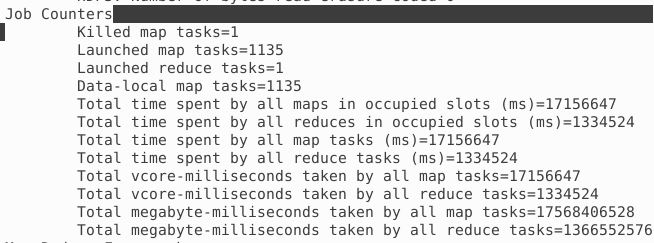 Job Counters
Killed map tasks=1
Launched map tasks=1135
Launched reduce tasks=1
Data-local map tasks=1135
Total time spent by all maps in occupied slots (ms)=17156647
Total time spent by all reduces in occupied slots (ms)=1334524
Total time spent by all map tasks (ms)=17156647
Total time spent by all reduce tasks (ms)=1334524
Total vcore-milliseconds taken by all map tasks=17156647
Total vcore-milliseconds taken by all reduce tasks=1334524
Total megabyte-milliseconds taken by all map tasks=17568406528
Total megabyte-milliseconds taken by all reduce tasks=1366552576